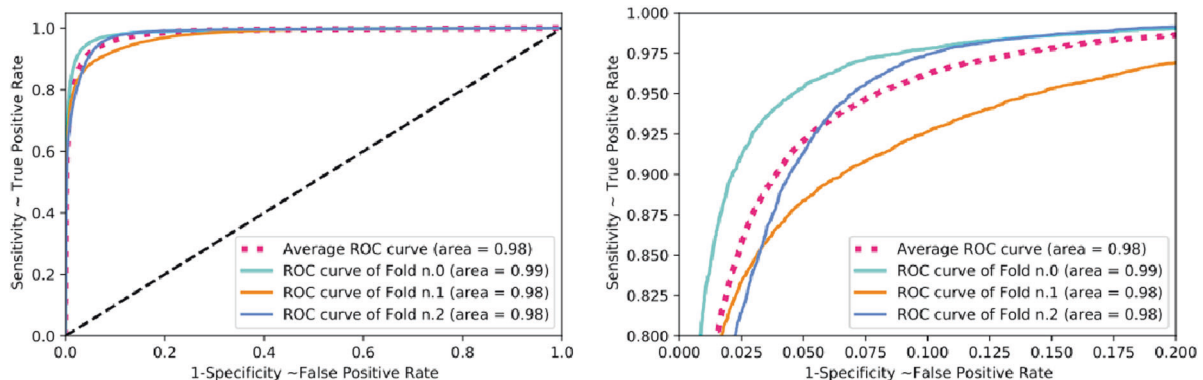 1.0
0.8
0.6
0.4
0.2
0.0
0.0 0.2 0.4 0.6 0.8 1.0
Sensitivity ~ True Positive Rate
1-Specificity ~False Positive Rate
Average ROC curve (area = 0.98)
ROC curve of Fold n.0 (area = 0.99)
ROC curve of Fold n.1 (area = 0.98)
ROC curve of Fold n.2 (area = 0.98)
1.000
0.975
0.950
0.925
0.900
0.875
0.850
0.825
0.800
0.000 0.025 0.050 0.075 0.100 0.125 0.150 0.175 0.200
Sensitivity ~ True Positive Rate
1-Specificity ~False Positive Rate
Average ROC curve (area = 0.98)
ROC curve of Fold n.0 (area = 0.99)
ROC curve of Fold n.1 (area = 0.98)
ROC curve of Fold n.2 (area = 0.98)